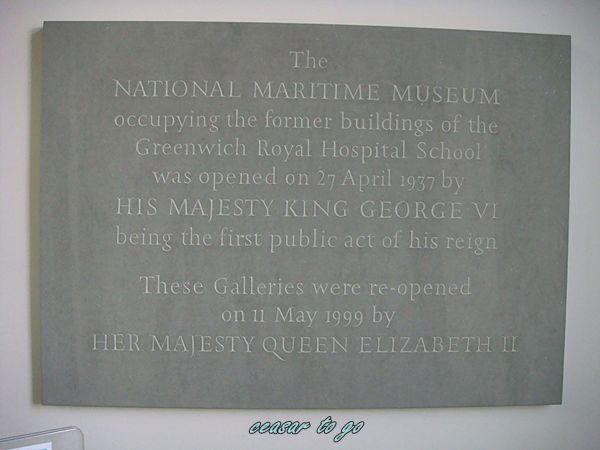 The
NATIONAL MARITIME MUSEUM
occupying the former buildings of the
Greenwich Royal Hospital School
was opened on 27 April 1937 by
HIS MAJESTY KING GEORGE VI
being the first public act of his reign
These Galleries were re-opened
on 11 May 1999 by
HER MAJESTY QUEEN ELIZABETH II
ceasar to go